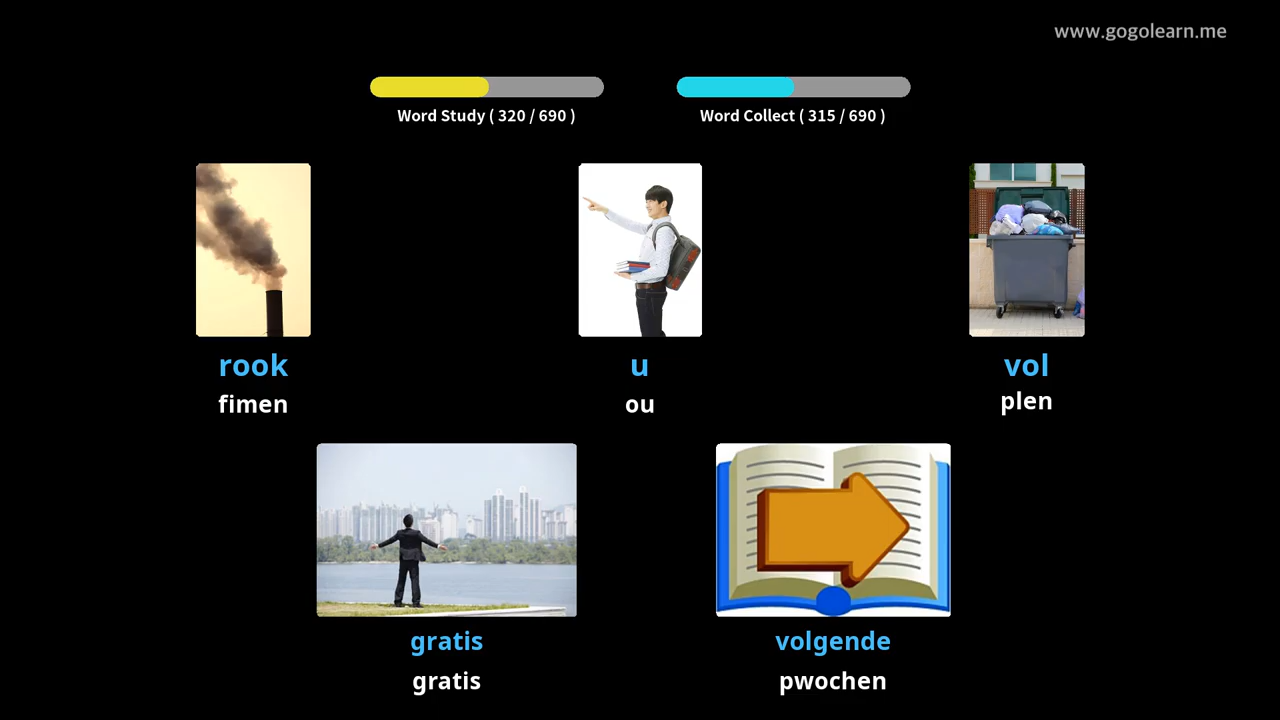 www.gogolearn.me
Word Study ( 320 / 690 )
Word Collect ( 315 / 690 )
rook
fimen
u
ou
vol
plen
gratis
gratis
volgende
pwochen